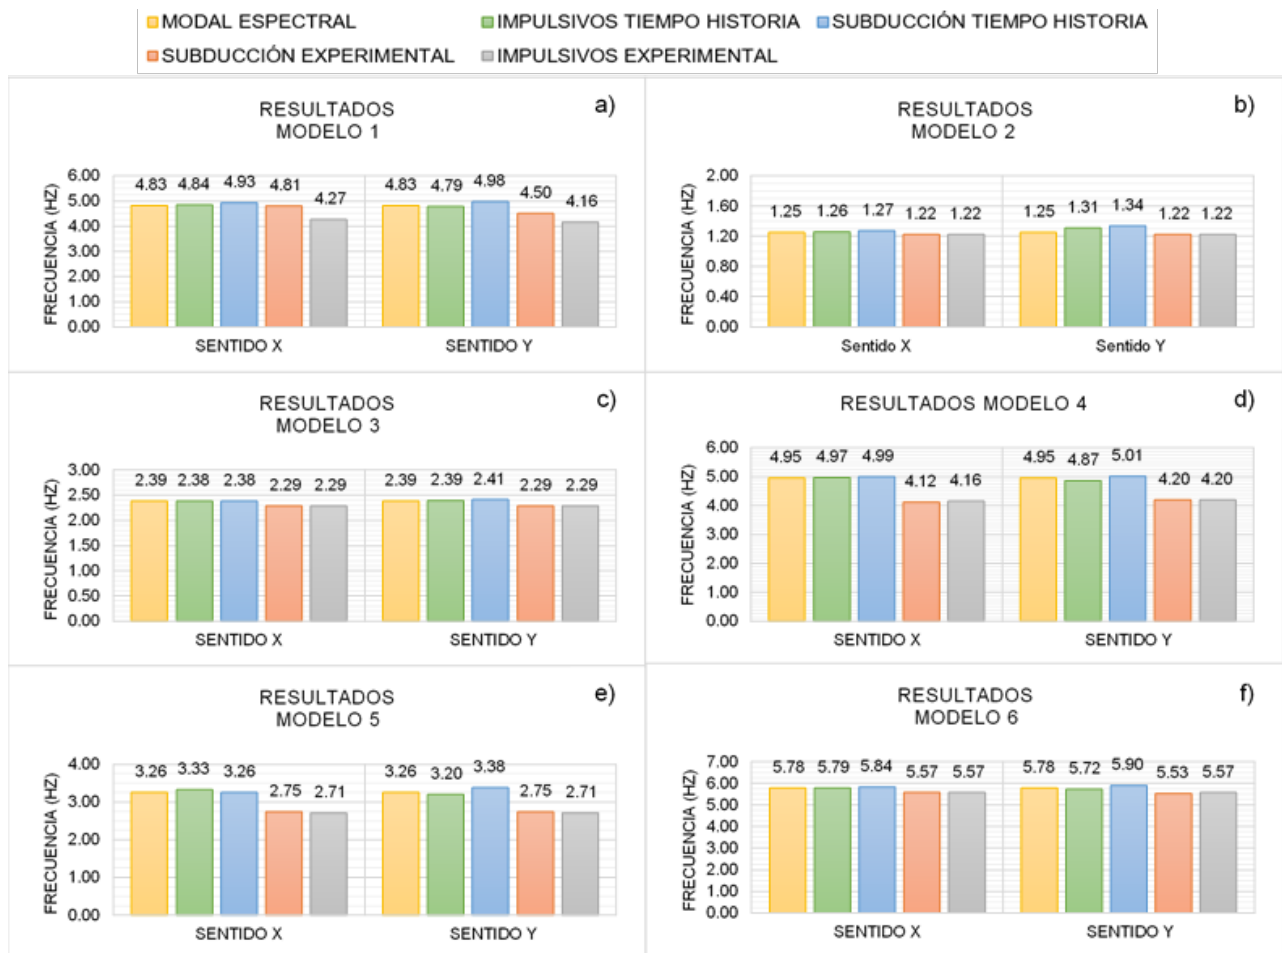 MODAL ESPECTRAL IMPULSIVOS TIEMPO HISTORIA SUBDUCCIÓN TIEMPO HISTORIA
SUBDUCCIÓN EXPERIMENTAL IMPULSIVOS EXPERIMENTAL
a)
RESULTADOS
MODELO 1
FRECUENCIA (HZ)
6.00
5.00
4.00
3.00
2.00
1.00
0.00
4.83 4.84 4.93 4.81 4.27 4.83 4.79 4.98 4.50 4.16
SENTIDO X SENTIDO Y
b)
RESULTADOS
MODELO 2
FRECUENCIA (HZ)
2.00
1.60
1.20
0.80
0.40
0.00
1.25 1.26 1.27 1.22 1.22 1.25 1.31 1.34 1.22 1.22
Sentido X Sentido Y
c)
RESULTADOS
MODELO 3
FRECUENCIA (HZ)
3.00
2.50
2.00
1.50
1.00
0.50
0.00
2.39 2.38 2.38 2.29 2.29 2.39 2.39 2.41 2.29 2.29
SENTIDO X SENTIDO Y
d)
RESULTADOS MODELO 4
FRECUENCIA (HZ)
6.00
5.00
4.00
3.00
2.00
1.00
0.00
4.95 4.97 4.99 4.12 4.16 4.95 4.87 5.01 4.20 4.20
SENTIDO X SENTIDO Y
e)
RESULTADOS
MODELO 5
FRECUENCIA (HZ)
4.00
3.00
2.00
1.00
0.00
3.26 3.33 3.26 2.75 2.71 3.26 3.20 3.38 2.75 2.71
SENTIDO X SENTIDO Y
f)
RESULTADOS
MODELO 6
FRECUENCIA (HZ)
7.00
6.00
5.00
4.00
3.00
2.00
1.00
0.00
5.78 5.79 5.84 5.57 5.57 5.78 5.72 5.90 5.53 5.57
SENTIDO X SENTIDO Y